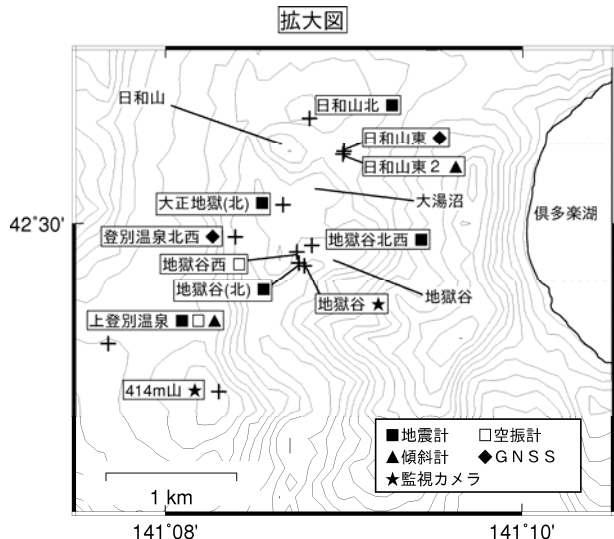 拡大図
日和山
日和山北 ■
日和山東 ◆
日和山東2 ▲
大湯沼
大正地獄(北) ■
倶多楽湖
42°30'
登別温泉北西 ◆
地獄谷北西 ■
地獄谷西 □
地獄谷(北) ■
地獄谷 ★
地獄谷
上登別温泉 ■□▲
414m山 ★
■地震計 □空振計
▲傾斜計 ◆GNSS
★監視カメラ
1 km
141°08' 141°10'